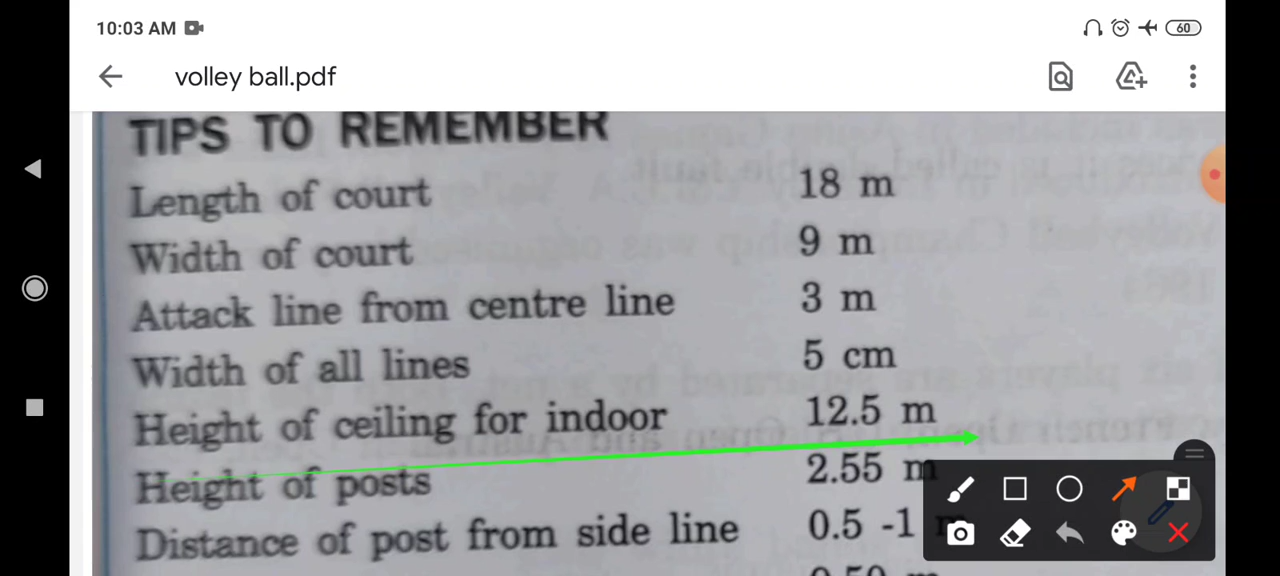 10:03 AM 60
volley ball.pdf
TIPS TO REMEMBER
Length of court 18 m
Width of court 9 m
Attack line from centre line 3 m
Width of all lines 5 cm
Height of ceiling for indoor 12.5 m
Height of posts 2.55 m
Distance of post from side line 0.5 -1 m